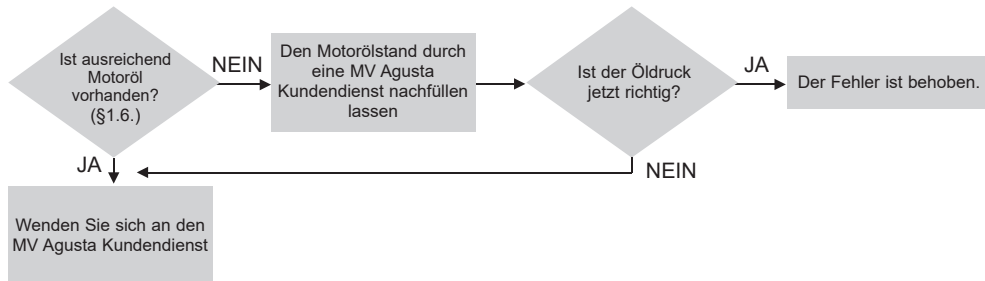 Ist ausreichend
Motoröl
vorhanden?
(§1.6.)
NEIN
Den Motorölstand durch
eine MV Agusta
Kundendienst nachfüllen
lassen
Ist der Öldruck
jetzt richtig?
JA
Der Fehler ist behoben.
JA
NEIN
Wenden Sie sich an den
MV Agusta Kundendienst